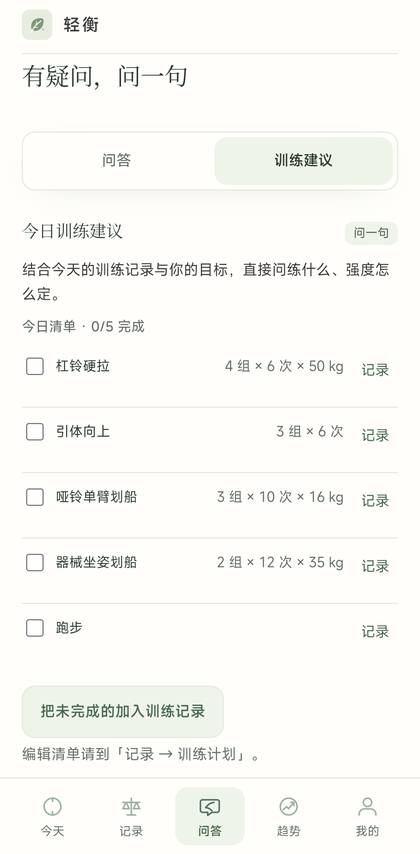 轻衡
有疑问，问一句
问答
训练建议
今日训练建议
问一句
结合今天的训练记录与你的目标，直接问练什么、强度怎
么定。
今日清单 · 0/5 完成
杠铃硬拉 4 组 × 6 次 × 50 kg 记录
引体向上 3 组 × 6 次 记录
哑铃单臂划船 3 组 × 10 次 × 16 kg 记录
器械坐姿划船 2 组 × 12 次 × 35 kg 记录
跑步 记录
把未完成的加入训练记录
编辑清单请到「记录 → 训练计划」。
今天 记录 问答 趋势 我的